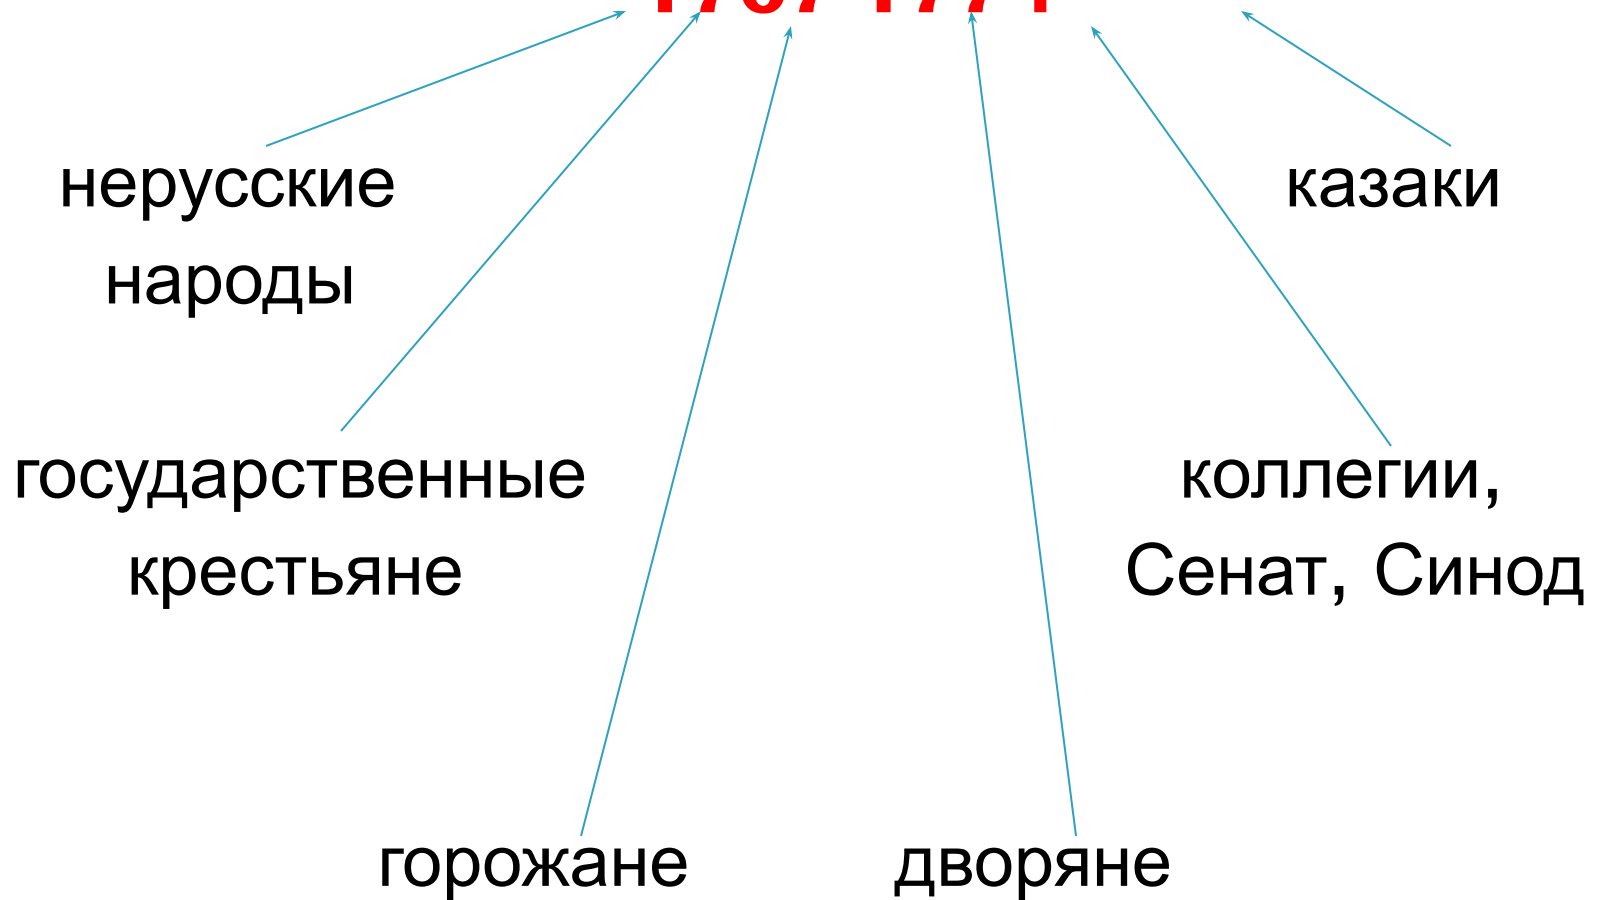 нерусские
народы
казаки
государственные
крестьяне
коллегии,
Сенат, Синод
горожане
дворяне